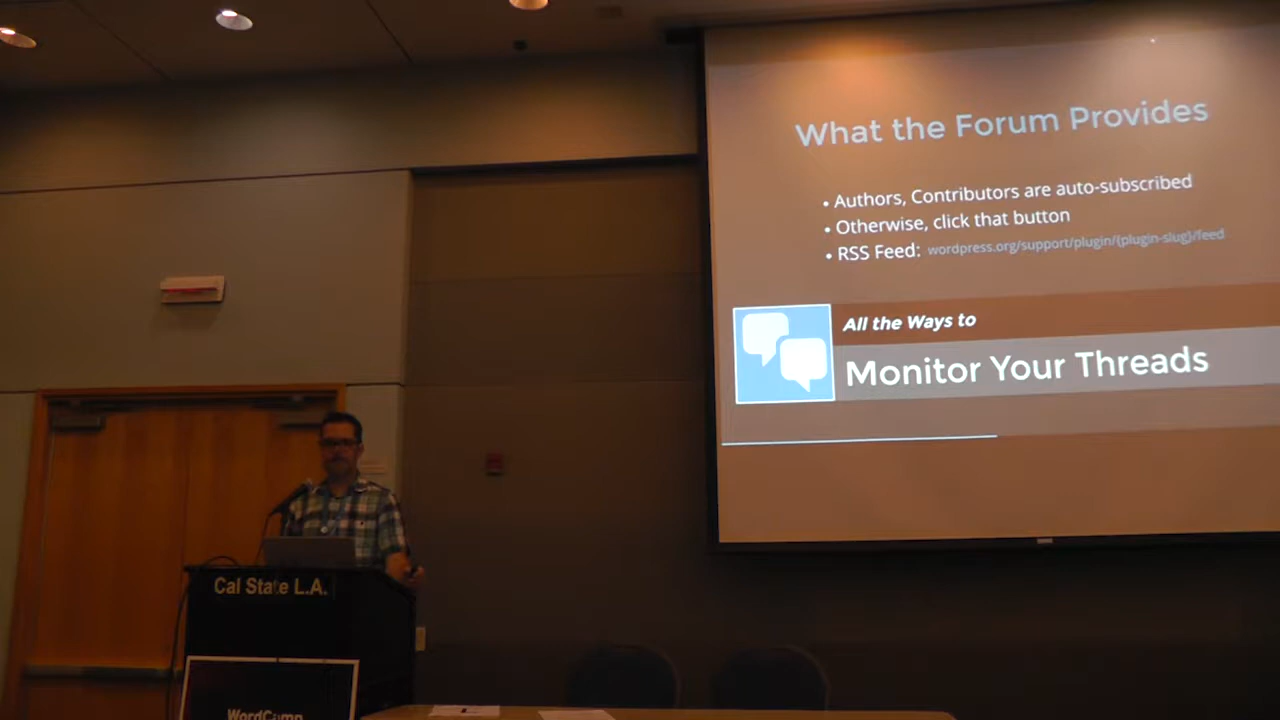 What the Forum Provides
• Authors, Contributors are auto-subscribed
• Otherwise, click that button
• RSS Feed: wordpress.org/support/plugin/{plugin-slug}/feed
All the Ways to
Monitor Your Threads
Cal State L.A.
WordCamp